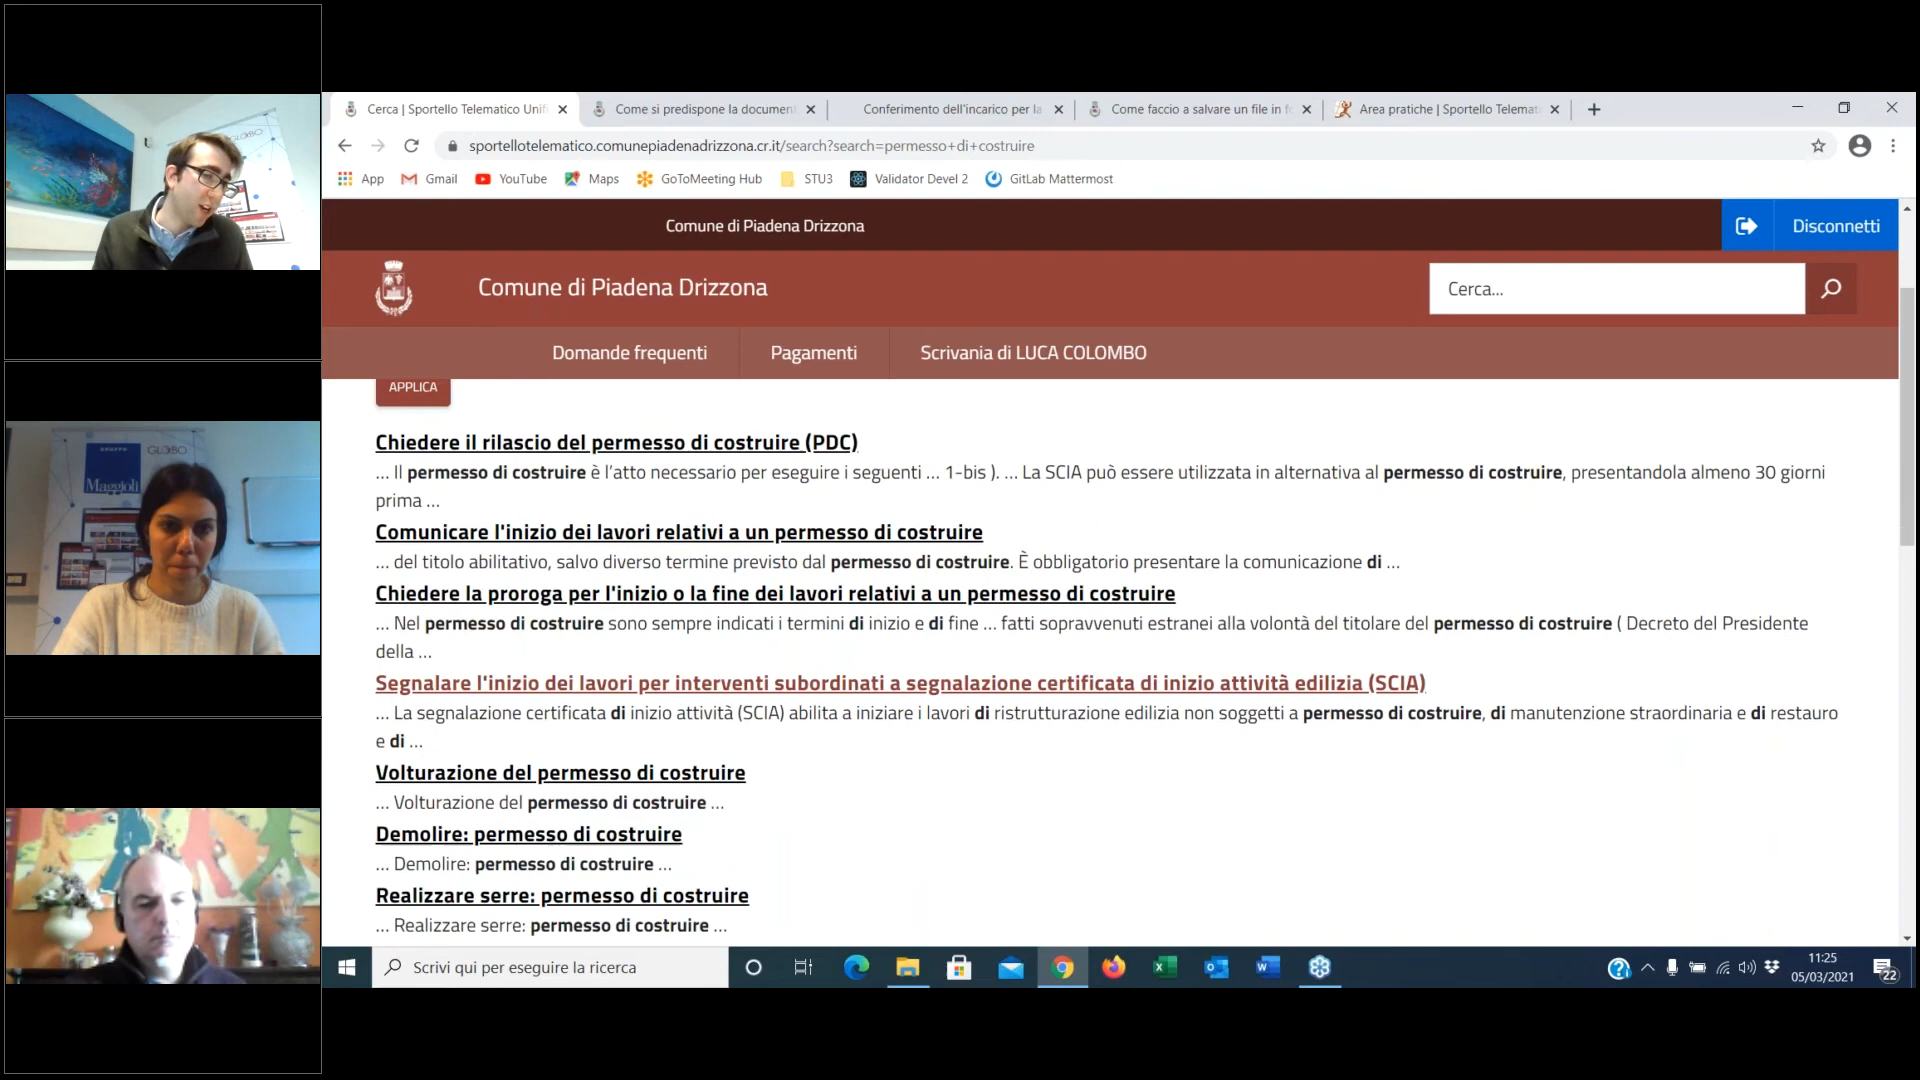 GLOBO
GRUPPO
Maggioli
GLOBO
Cerca | Sportello Telematico Unif
Come si predispone la document
Conferimento dell'incarico per la
Come faccio a salvare un file in fo
Area pratiche | Sportello Telemat
sportellotelematico.comunepiadenadrizzona.cr.it/search?search=permesso+di+costruire
App
Gmail
YouTube
Maps
GoToMeeting Hub
STU3
Validator Devel 2
GitLab Mattermost
Comune di Piadena Drizzona
Disconnetti
Comune di Piadena Drizzona
Cerca...
Domande frequenti
Pagamenti
Scrivania di LUCA COLOMBO
APPLICA
Chiedere il rilascio del permesso di costruire (PDC)
... Il permesso di costruire è l'atto necessario per eseguire i seguenti ... 1-bis ). ... La SCIA può essere utilizzata in alternativa al permesso di costruire, presentandola almeno 30 giorni
prima ...
Comunicare l'inizio dei lavori relativi a un permesso di costruire
... del titolo abilitativo, salvo diverso termine previsto dal permesso di costruire. È obbligatorio presentare la comunicazione di ...
Chiedere la proroga per l'inizio o la fine dei lavori relativi a un permesso di costruire
... Nel permesso di costruire sono sempre indicati i termini di inizio e di fine ... fatti sopravvenuti estranei alla volontà del titolare del permesso di costruire ( Decreto del Presidente
della ...
Segnalare l'inizio dei lavori per interventi subordinati a segnalazione certificata di inizio attività edilizia (SCIA)
... La segnalazione certificata di inizio attività (SCIA) abilita a iniziare i lavori di ristrutturazione edilizia non soggetti a permesso di costruire, di manutenzione straordinaria e di restauro
e di ...
Volturazione del permesso di costruire
... Volturazione del permesso di costruire ...
Demolire: permesso di costruire
... Demolire: permesso di costruire ...
Realizzare serre: permesso di costruire
... Realizzare serre: permesso di costruire ...
Scrivi qui per eseguire la ricerca
11:25
05/03/2021
22